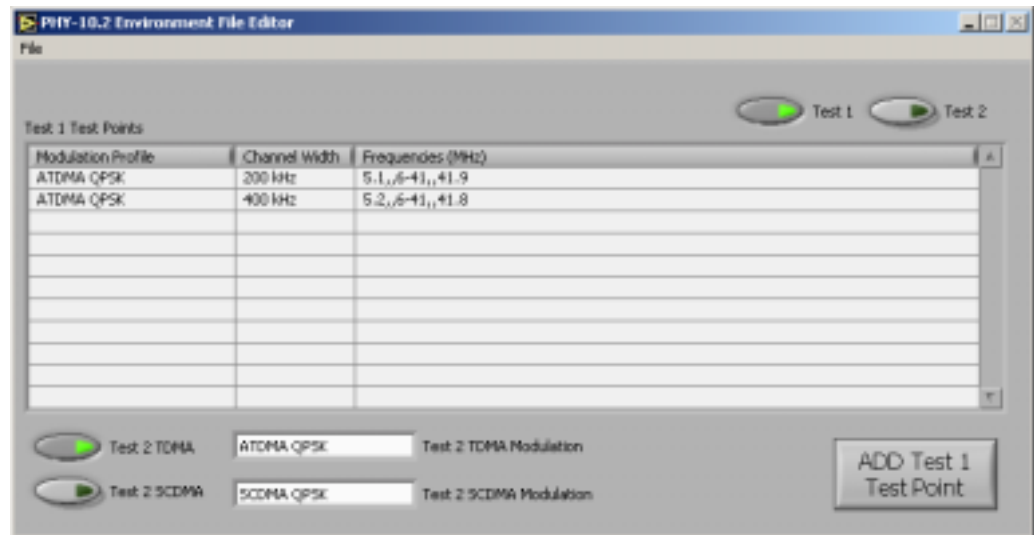 PHY-10.2 Environment File Editor
File
Test 1 Test 2
Test 1 Test Points
Modulation Profile Channel Width Frequencies (MHz)
ATDMA QPSK 200 kHz 5.1,,6-41,,41.9
ATDMA QPSK 400 kHz 5.2,,6-41,,41.8
Test 2 TDMA ATDMA QPSK Test 2 TDMA Modulation
Test 2 SCDMA SCDMA QPSK Test 2 SCDMA Modulation
ADD Test 1
Test Point